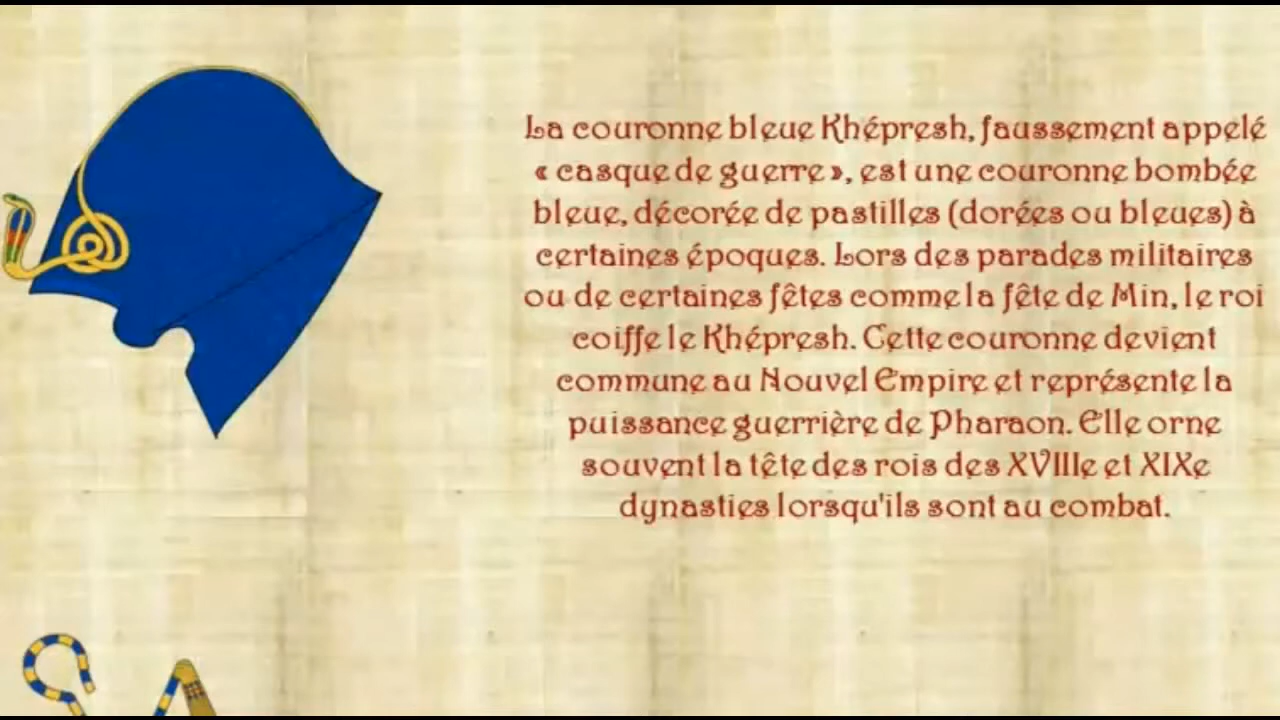 La couronne bleue Khépresh, faussement appelé
« casque de guerre », est une couronne bombée
bleue, décorée de pastilles (dorées ou bleues) à
certaines époques. Lors des parades militaires
ou de certaines fêtes comme la fête de Min, le roi
coiffe le Khépresh. Cette couronne devient
commune au Nouvel Empire et représente la
puissance guerrière de Pharaon. Elle orne
souvent la tête des rois des XVIIIe et XIXe
dynasties lorsqu'ils sont au combat.